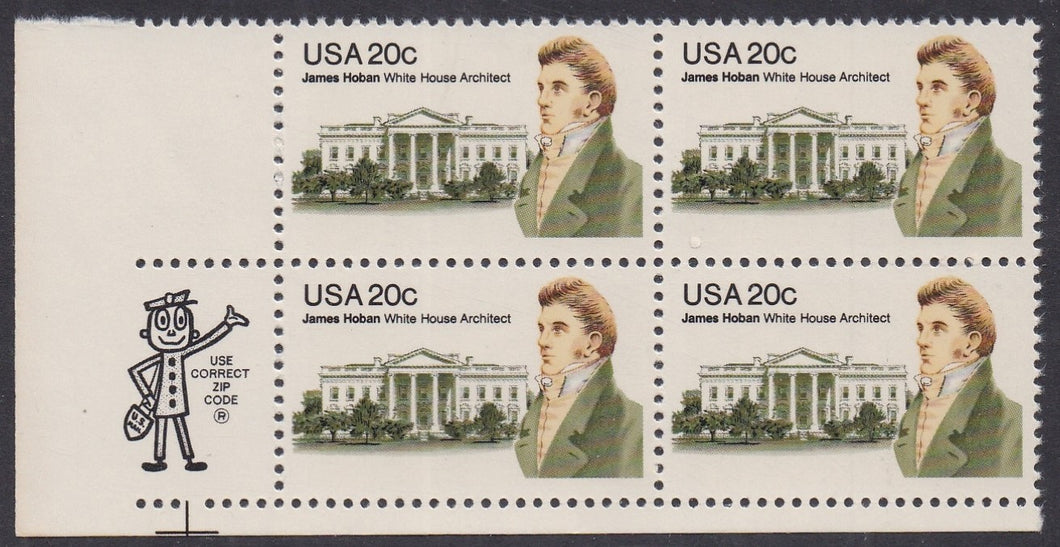 USA 20c
James Hoban White House Architect
USA 20c
James Hoban White House Architect
USA 20c
James Hoban White House Architect
USA 20c
James Hoban White House Architect
USE
CORRECT
ZIP
CODE
®